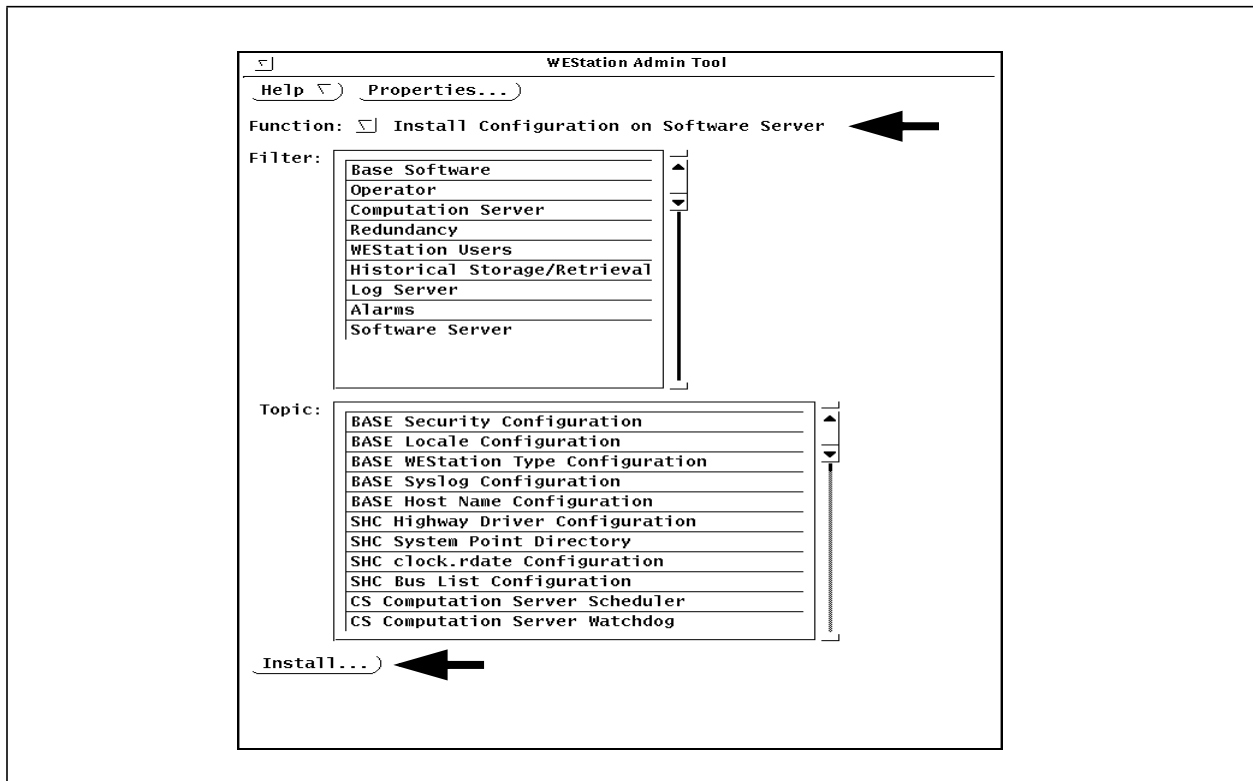 WEStation Admin Tool
Help Properties...
Function: Install Configuration on Software Server
Filter:
Base Software
Operator
Computation Server
Redundancy
WEStation Users
Historical Storage/Retrieval
Log Server
Alarms
Software Server
Topic:
BASE Security Configuration
BASE Locale Configuration
BASE WEStation Type Configuration
BASE Syslog Configuration
BASE Host Name Configuration
SHC Highway Driver Configuration
SHC System Point Directory
SHC clock.rdate Configuration
SHC Bus List Configuration
CS Computation Server Scheduler
CS Computation Server Watchdog
Install...